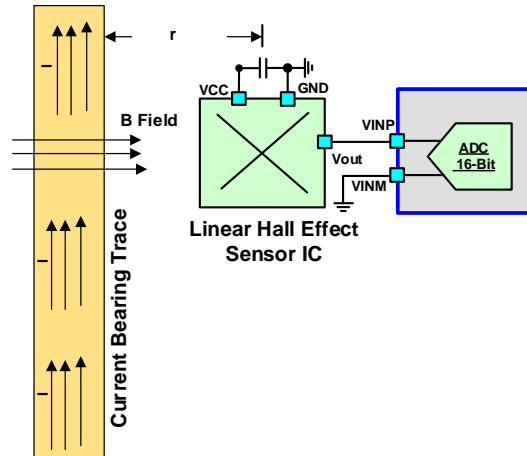 r
I
VCC
GND
B Field
VINP
Vout
ADC
16-Bit
VINM
Linear Hall Effect
Sensor IC
I
Current Bearing Trace
I